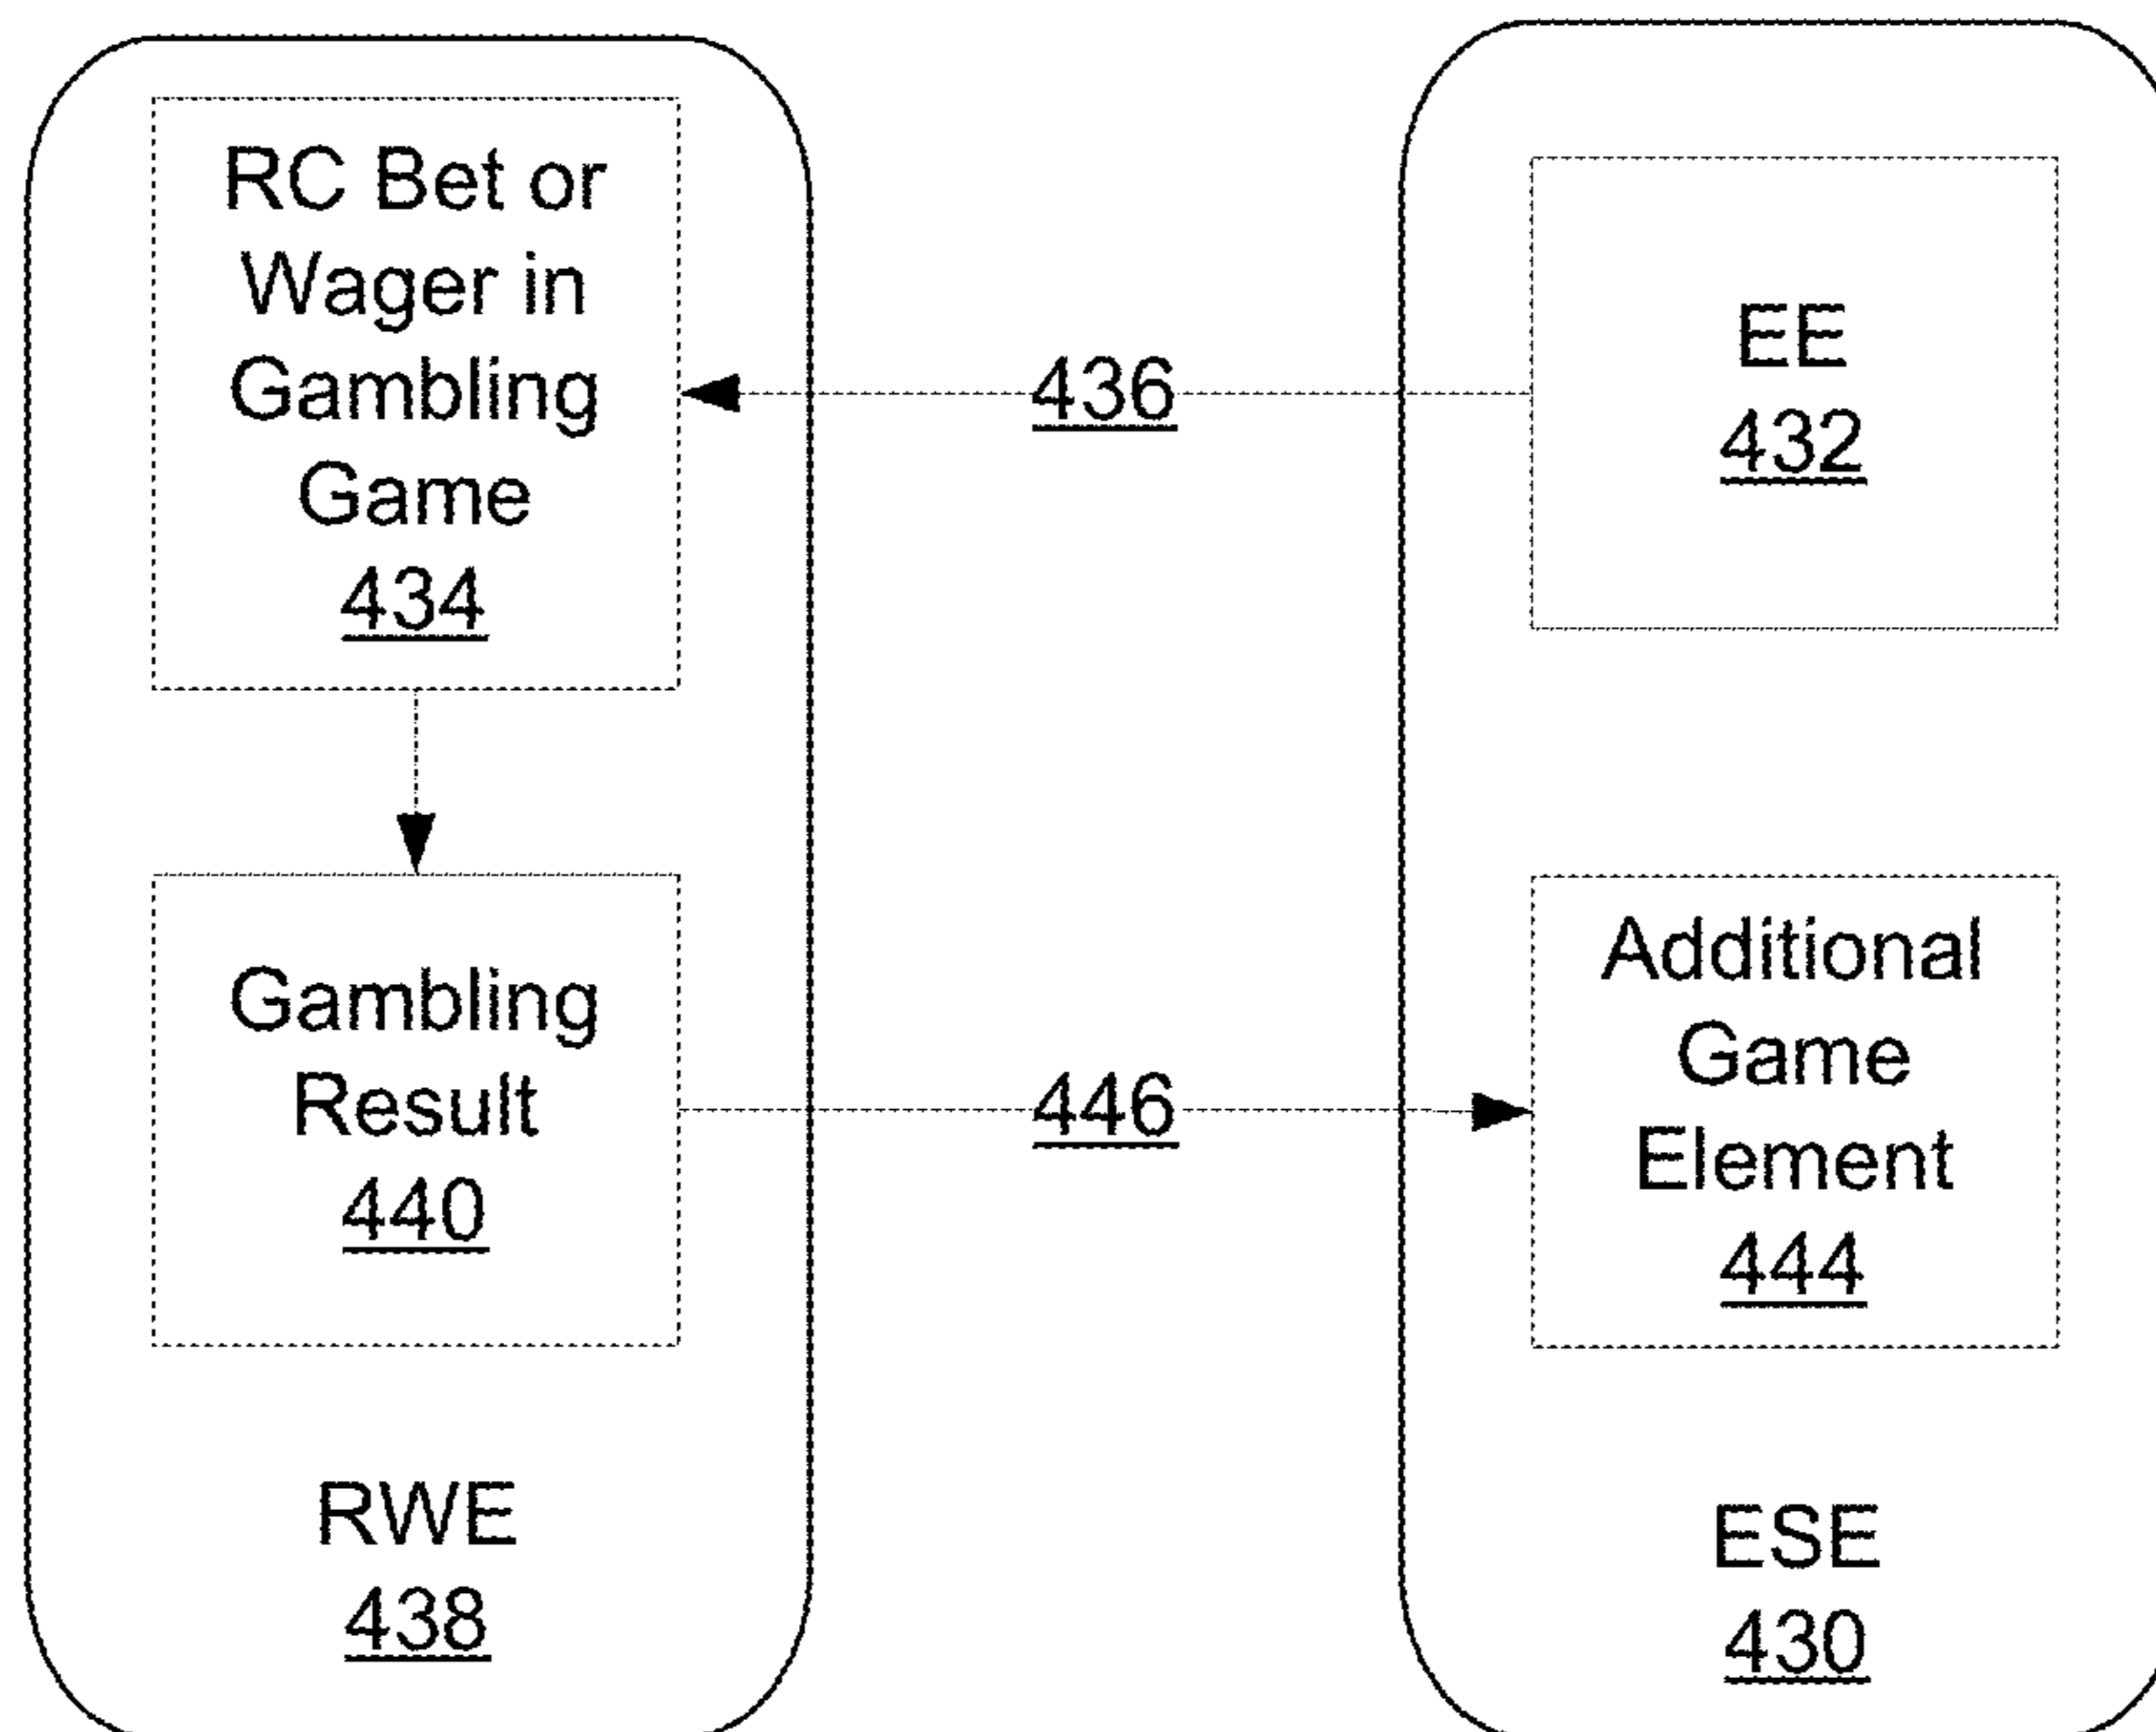 RC Bet or
Wager in
Gambling
Game
434
436
EE
432
Gambling
Result
440
446
Additional
Game
Element
444
RWE
438
ESE
430